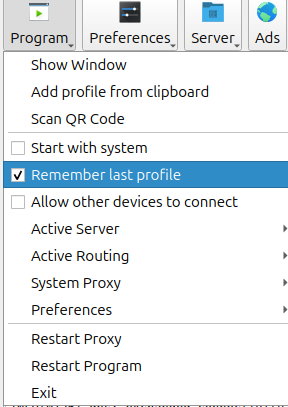 Program Preferences Server Ads
Show Window
Add profile from clipboard
Scan QR Code
Start with system
Remember last profile
Allow other devices to connect
Active Server
Active Routing
System Proxy
Preferences
Restart Proxy
Restart Program
Exit